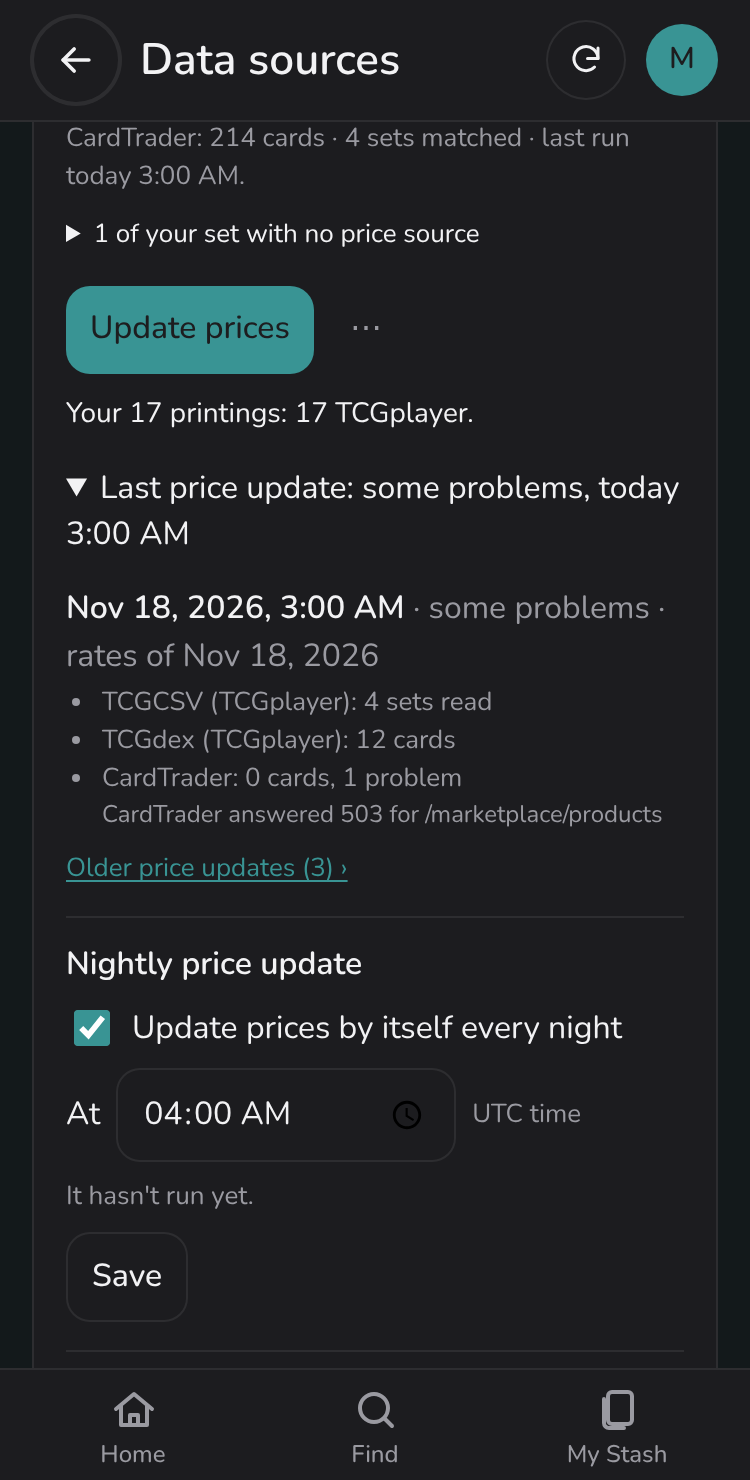 Data sources
M
CardTrader: 214 cards · 4 sets matched · last run
today 3:00 AM.
▶ 1 of your set with no price source
Update prices
...
Your 17 printings: 17 TCGplayer.
▼ Last price update: some problems, today
3:00 AM
Nov 18, 2026, 3:00 AM · some problems ·
rates of Nov 18, 2026
• TCGCSV (TCGplayer): 4 sets read
• TCGdex (TCGplayer): 12 cards
• CardTrader: 0 cards, 1 problem
CardTrader answered 503 for /marketplace/products
Older price updates (3) ›
Nightly price update
Update prices by itself every night
At 04:00 AM UTC time
It hasn't run yet.
Save
Home Find My Stash